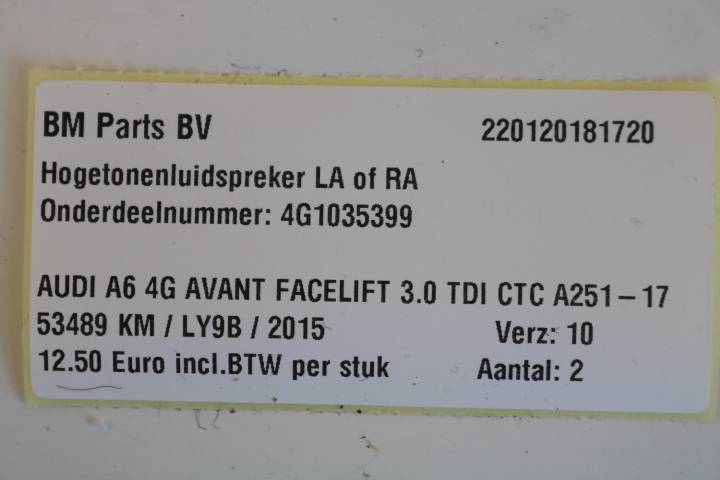 BM Parts BV 220120181720
Hogetonenluidspreker LA of RA
Onderdeelnummer: 4G1035399
AUDI A6 4G AVANT FACELIFT 3.0 TDI CTC A251-17
53489 KM / LY9B / 2015 Verz: 10
12.50 Euro incl.BTW per stuk Aantal: 2